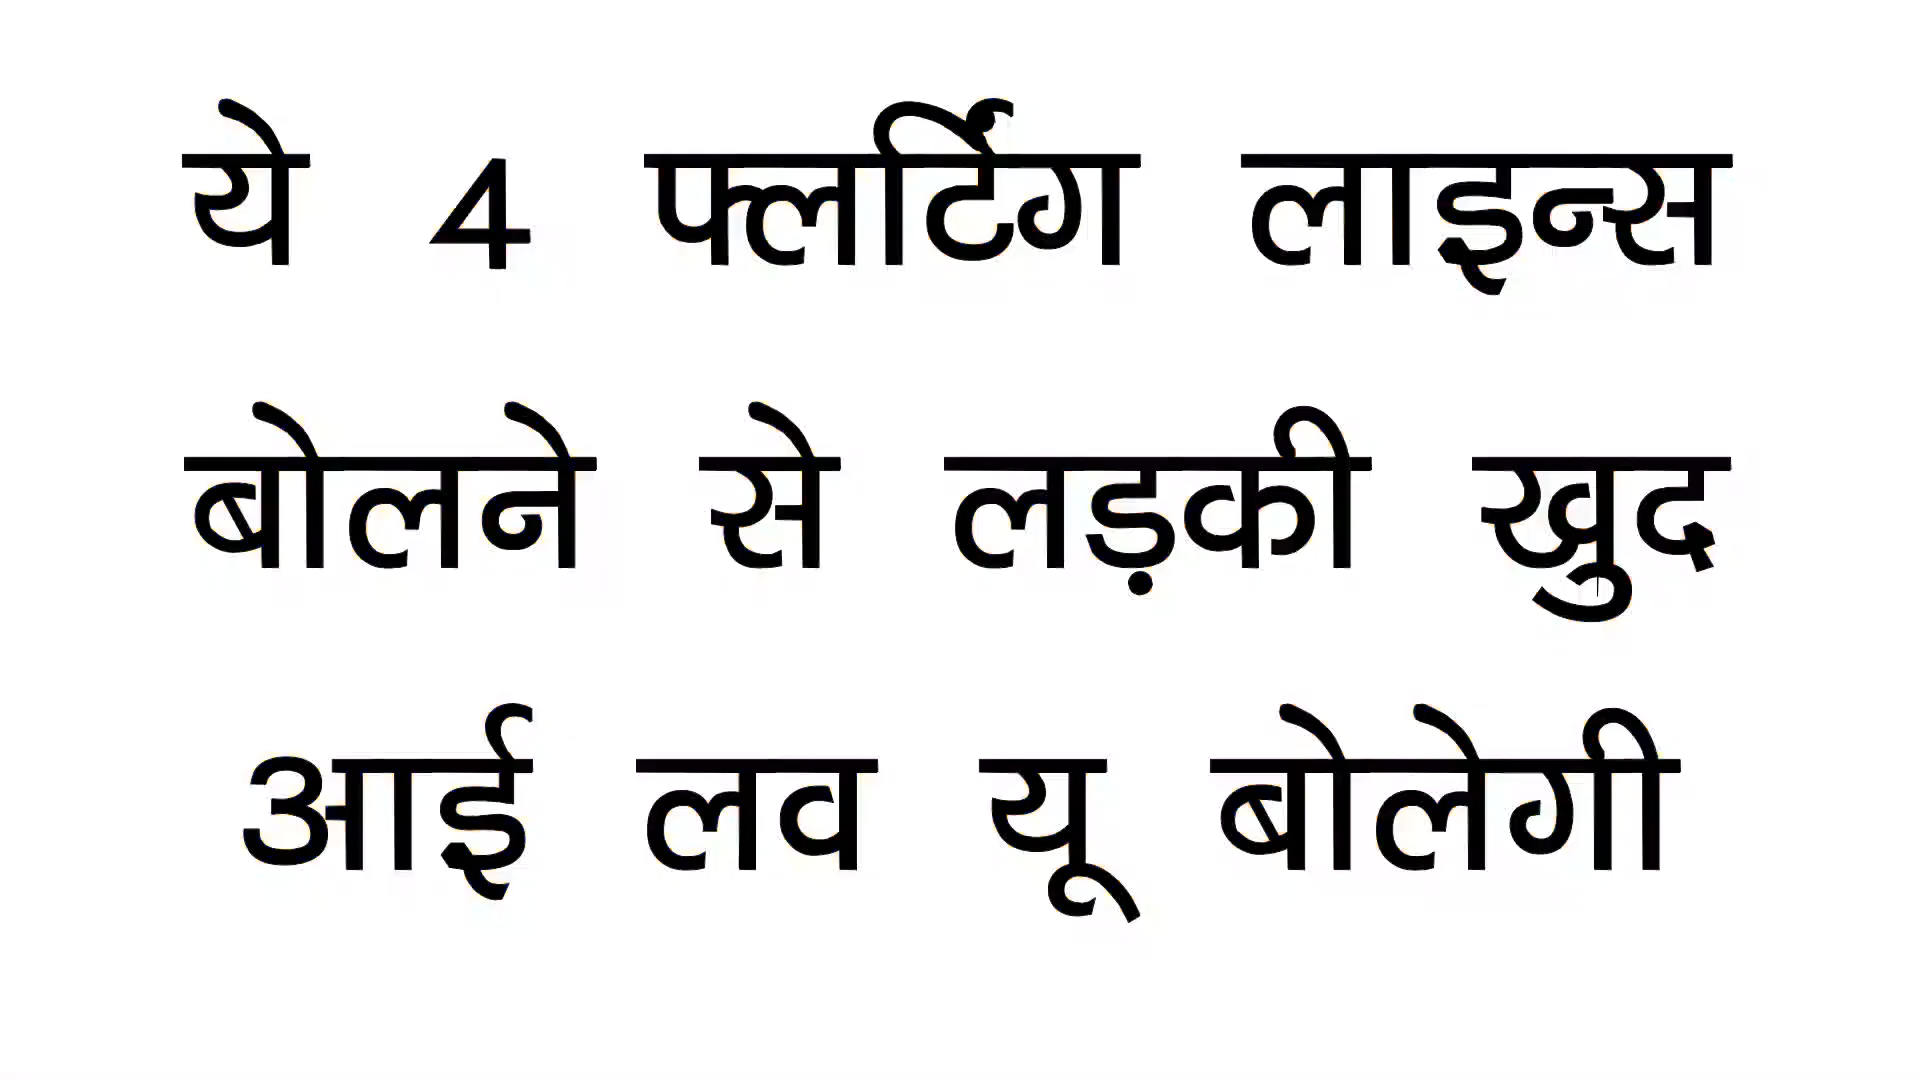 ये 4 फ्लर्टिंग लाइन्स
बोलने से लड़की खुद
आई लव यू बोलेगी